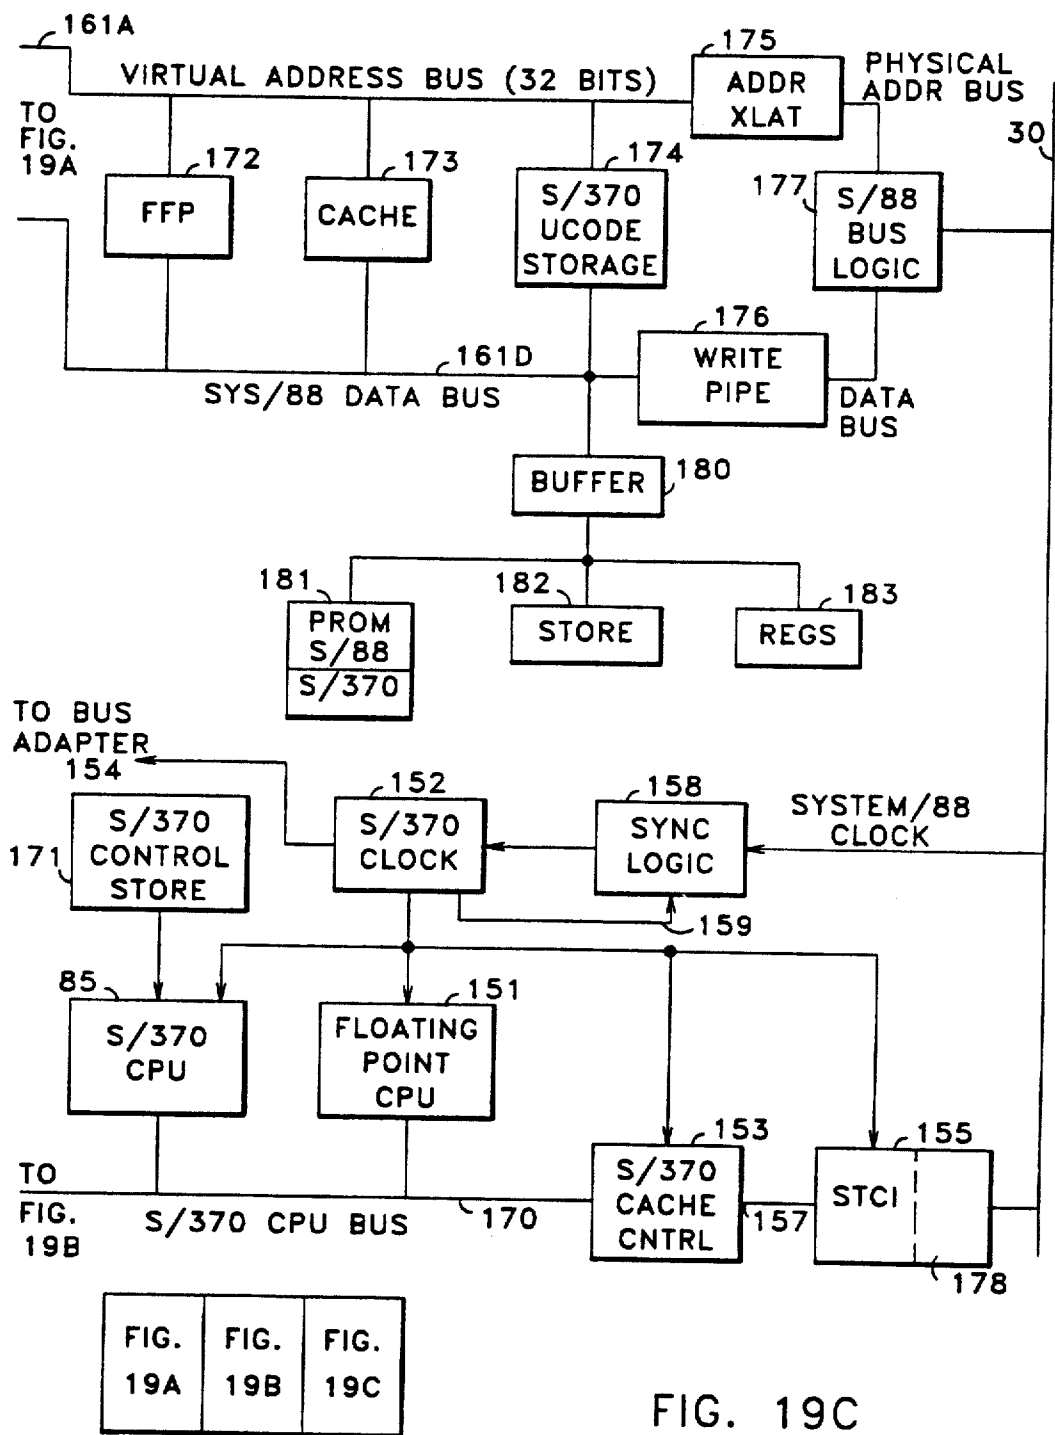 161A
VIRTUAL ADDRESS BUS (32 BITS)
175
ADDR
XLAT
PHYSICAL
ADDR BUS
30
TO
FIG.
19A
172
FFP
173
CACHE
174
S/370
UCODE
STORAGE
177
S/88
BUS
LOGIC
161D
SYS/88 DATA BUS
176
WRITE
PIPE
DATA
BUS
BUFFER
180
181
PROM
S/88
S/370
182
STORE
183
REGS
TO BUS
ADAPTER
154
152
S/370
CLOCK
158
SYNC
LOGIC
SYSTEM/88
CLOCK
171
S/370
CONTROL
STORE
159
85
S/370
CPU
151
FLOATING
POINT
CPU
153
S/370
CACHE
CNTRL
155
STCI
157
178
TO
FIG.
19B
S/370 CPU BUS
170
FIG.
19A
FIG.
19B
FIG.
19C
FIG. 19C